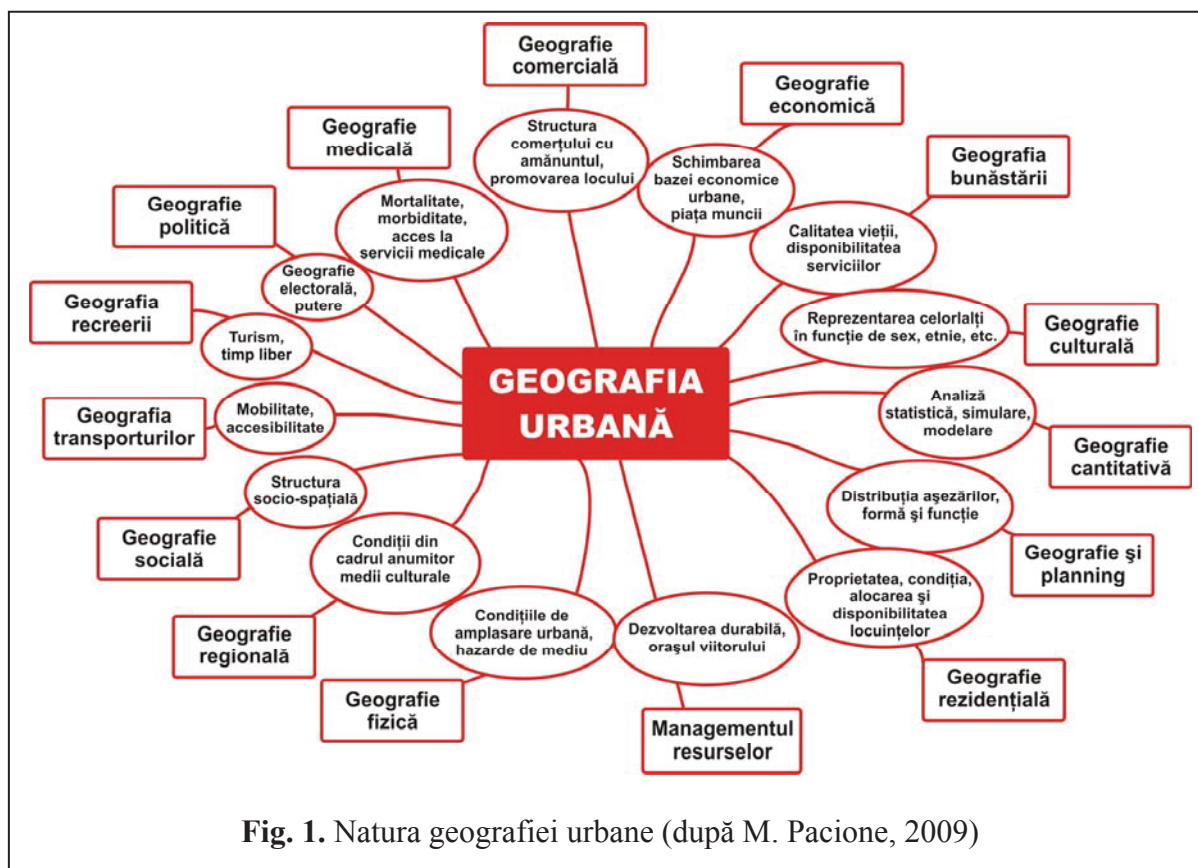 Geografie
comercială
Structura
comerțului cu
amănuntul,
promovarea locului
Geografie
economică
Schimbarea
bazei economice
urbane,
piața muncii
Geografia
bunăstării
Calitatea vieții,
disponibilitatea
serviciilor
Geografie
culturală
Reprezentarea celorlalți
în funcție de sex, etnie, etc.
Geografie
cantitativă
Analiză
statistică, simulare,
modelare
Geografie şi
planning
Distribuția aşezărilor,
formă şi funcție
Geografie
rezidențială
Proprietatea, condiția,
alocarea şi
disponibilitatea
locuințelor
Managementul
resurselor
Dezvoltarea durabilă,
oraşul viitorului
Geografie
fizică
Condițiile de
amplasare urbană,
hazarde de mediu
Geografie
regională
Condiții din
cadrul anumitor
medii culturale
Geografie
socială
Structura
socio-spațială
Geografia
transporturilor
Mobilitate,
accesibilitate
Geografia
recreerii
Turism,
timp liber
Geografie
politică
Geografie
electorală,
putere
Geografie
medicală
Mortalitate,
morbiditate,
acces la
servicii medicale
GEOGRAFIA
URBANĂ
Fig. 1. Natura geografiei urbane (după M. Pacione, 2009)